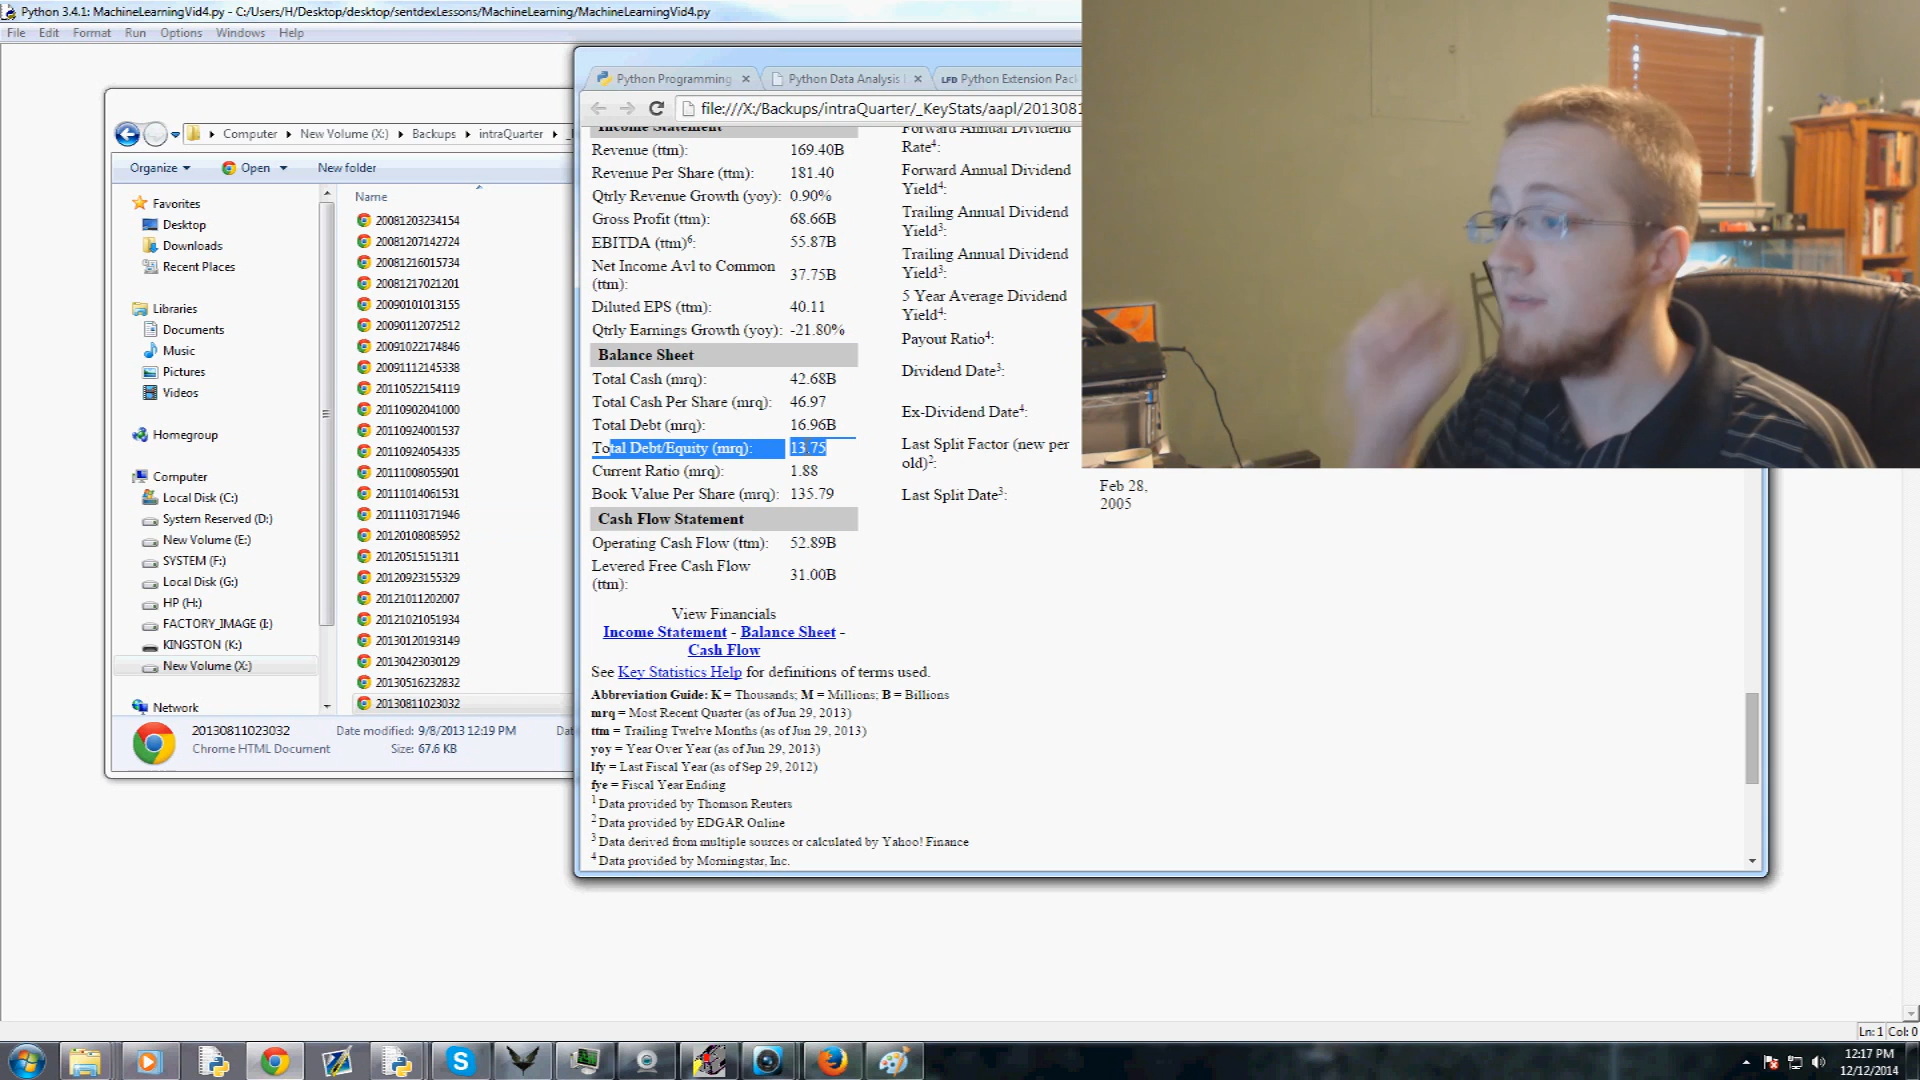 Python 3.4.1: MachineLearningVid4.py - C:/Users/H/Desktop/desktop/sentdexLessons/MachineLearning/MachineLearningVid4.py
File Edit Format Run Options Windows Help
Computer New Volume (X:) Backups intraQuarter
Organize Open New folder
Favorites
Desktop
Downloads
Recent Places
Libraries
Documents
Music
Pictures
Videos
Homegroup
Computer
Local Disk (C:)
System Reserved (D:)
New Volume (E:)
SYSTEM (F:)
Local Disk (G:)
HP (H:)
FACTORY_IMAGE (I:)
KINGSTON (K:)
New Volume (X:)
Network
Name
20081203234154
20081207142724
20081216015734
20081217021201
20090101013155
20090112072512
20091022174846
20091112145338
20110522154119
20110902041000
20110924001537
20110924054335
20111008055901
20111014061531
20111103171946
20120108085952
20120515151311
20120923155329
20121011202007
20121021051934
20130120193149
20130423030129
20130516232832
20130811023032
20130811023032 Date modified: 9/8/2013 12:19 PM
Chrome HTML Document Size: 67.6 KB
Python Programming Python Data Analysis LFD Python Extension Pac
file:///X:/Backups/intraQuarter/_KeyStats/aapl/2013081
Income Statement
Revenue (ttm): 169.40B
Revenue Per Share (ttm): 181.40
Qtrly Revenue Growth (yoy): 0.90%
Gross Profit (ttm): 68.66B
EBITDA (ttm)6: 55.87B
Net Income Avl to Common
(ttm): 37.75B
Diluted EPS (ttm): 40.11
Qtrly Earnings Growth (yoy): -21.80%
Balance Sheet
Total Cash (mrq): 42.68B
Total Cash Per Share (mrq): 46.97
Total Debt (mrq): 16.96B
Total Debt/Equity (mrq): 13.75
Current Ratio (mrq): 1.88
Book Value Per Share (mrq): 135.79
Cash Flow Statement
Operating Cash Flow (ttm): 52.89B
Levered Free Cash Flow
(ttm): 31.00B
Forward Annual Dividend
Rate4:
Forward Annual Dividend
Yield4:
Trailing Annual Dividend
Yield3:
Trailing Annual Dividend
Yield3:
5 Year Average Dividend
Yield4:
Payout Ratio4:
Dividend Date3:
Ex-Dividend Date4:
Last Split Factor (new per
old)2:
Last Split Date3: Feb 28,
2005
View Financials
Income Statement - Balance Sheet -
Cash Flow
See Key Statistics Help for definitions of terms used.
Abbreviation Guide: K = Thousands; M = Millions; B = Billions
mrq = Most Recent Quarter (as of Jun 29, 2013)
ttm = Trailing Twelve Months (as of Jun 29, 2013)
yoy = Year Over Year (as of Jun 29, 2013)
lfy = Last Fiscal Year (as of Sep 29, 2012)
fye = Fiscal Year Ending
1 Data provided by Thomson Reuters
2 Data provided by EDGAR Online
3 Data derived from multiple sources or calculated by Yahoo! Finance
4 Data provided by Morningstar, Inc.
Ln: 1 Col: 0
12:17 PM
12/12/2014